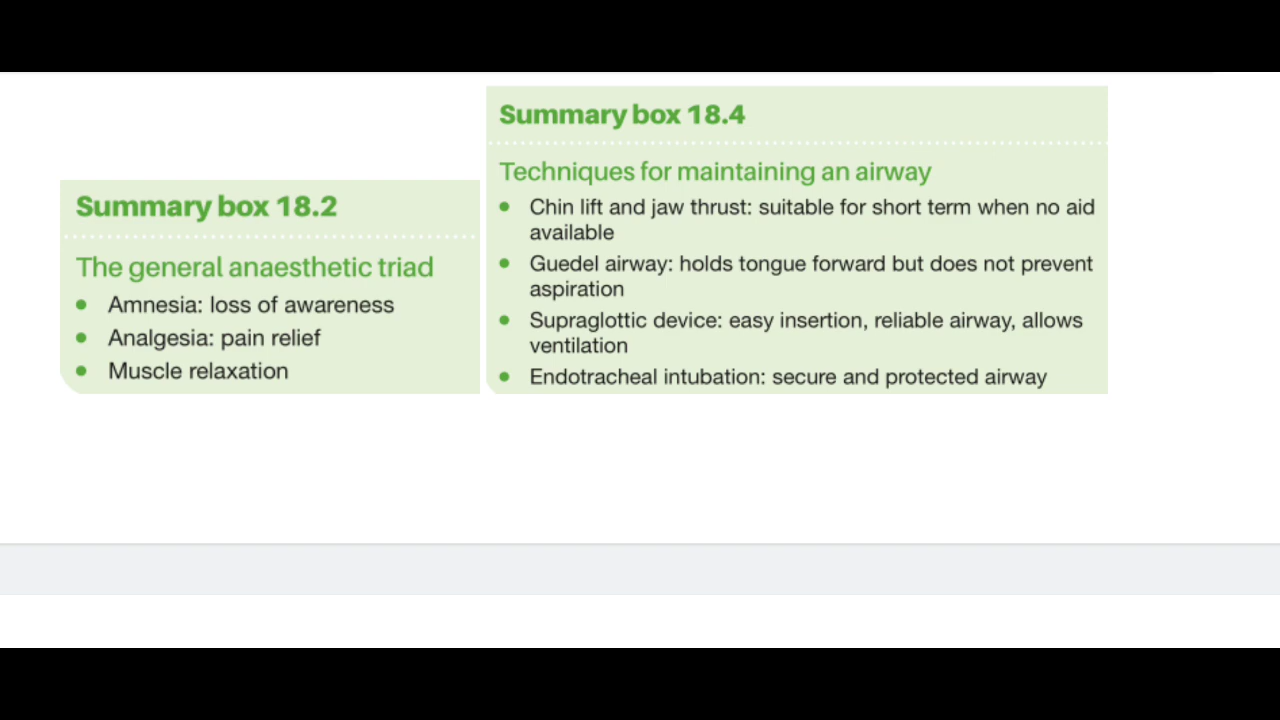 Summary box 18.2
The general anaesthetic triad
• Amnesia: loss of awareness
• Analgesia: pain relief
• Muscle relaxation
Summary box 18.4
Techniques for maintaining an airway
• Chin lift and jaw thrust: suitable for short term when no aid
available
• Guedel airway: holds tongue forward but does not prevent
aspiration
• Supraglottic device: easy insertion, reliable airway, allows
ventilation
• Endotracheal intubation: secure and protected airway